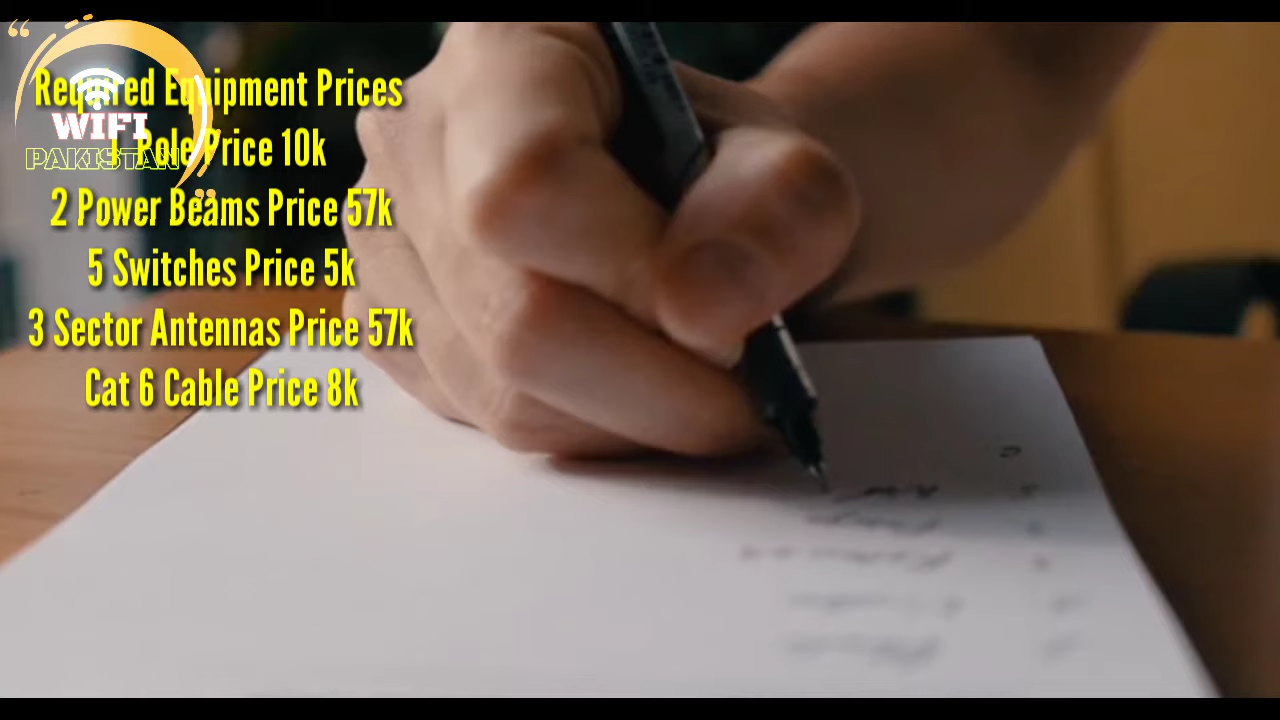 Required Equipment Prices
1 Pole Price 10k
2 Power Beams Price 57k
5 Switches Price 5k
3 Sector Antennas Price 57k
Cat 6 Cable Price 8k
WIFI
PAKISTAN